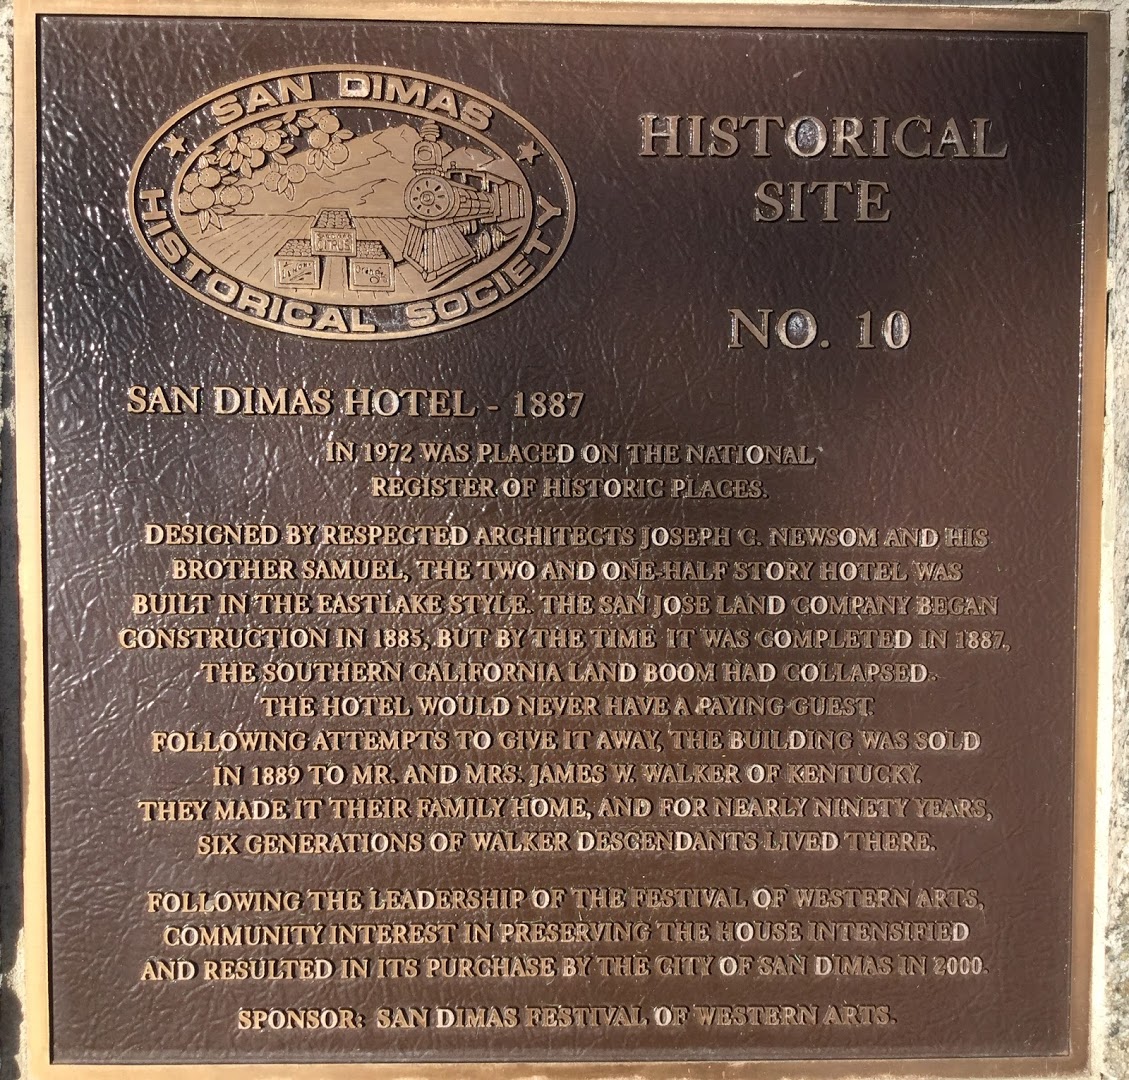 SAN DIMAS
HISTORICAL SOCIETY
CITRUS
HISTORICAL
SITE
NO. 10
SAN DIMAS HOTEL - 1887
IN 1972 WAS PLACED ON THE NATIONAL
REGISTER OF HISTORIC PLACES.
DESIGNED BY RESPECTED ARCHITECTS JOSEPH C. NEWSOM AND HIS
BROTHER SAMUEL, THE TWO AND ONE-HALF STORY HOTEL WAS
BUILT IN THE EASTLAKE STYLE. THE SAN JOSE LAND COMPANY BEGAN
CONSTRUCTION IN 1885, BUT BY THE TIME IT WAS COMPLETED IN 1887,
THE SOUTHERN CALIFORNIA LAND BOOM HAD COLLAPSED.
THE HOTEL WOULD NEVER HAVE A PAYING GUEST.
FOLLOWING ATTEMPTS TO GIVE IT AWAY, THE BUILDING WAS SOLD
IN 1889 TO MR. AND MRS. JAMES W. WALKER OF KENTUCKY.
THEY MADE IT THEIR FAMILY HOME, AND FOR NEARLY NINETY YEARS,
SIX GENERATIONS OF WALKER DESCENDANTS LIVED THERE.
FOLLOWING THE LEADERSHIP OF THE FESTIVAL OF WESTERN ARTS,
COMMUNITY INTEREST IN PRESERVING THE HOUSE INTENSIFIED
AND RESULTED IN ITS PURCHASE BY THE CITY OF SAN DIMAS IN 2000.
SPONSOR: SAN DIMAS FESTIVAL OF WESTERN ARTS.